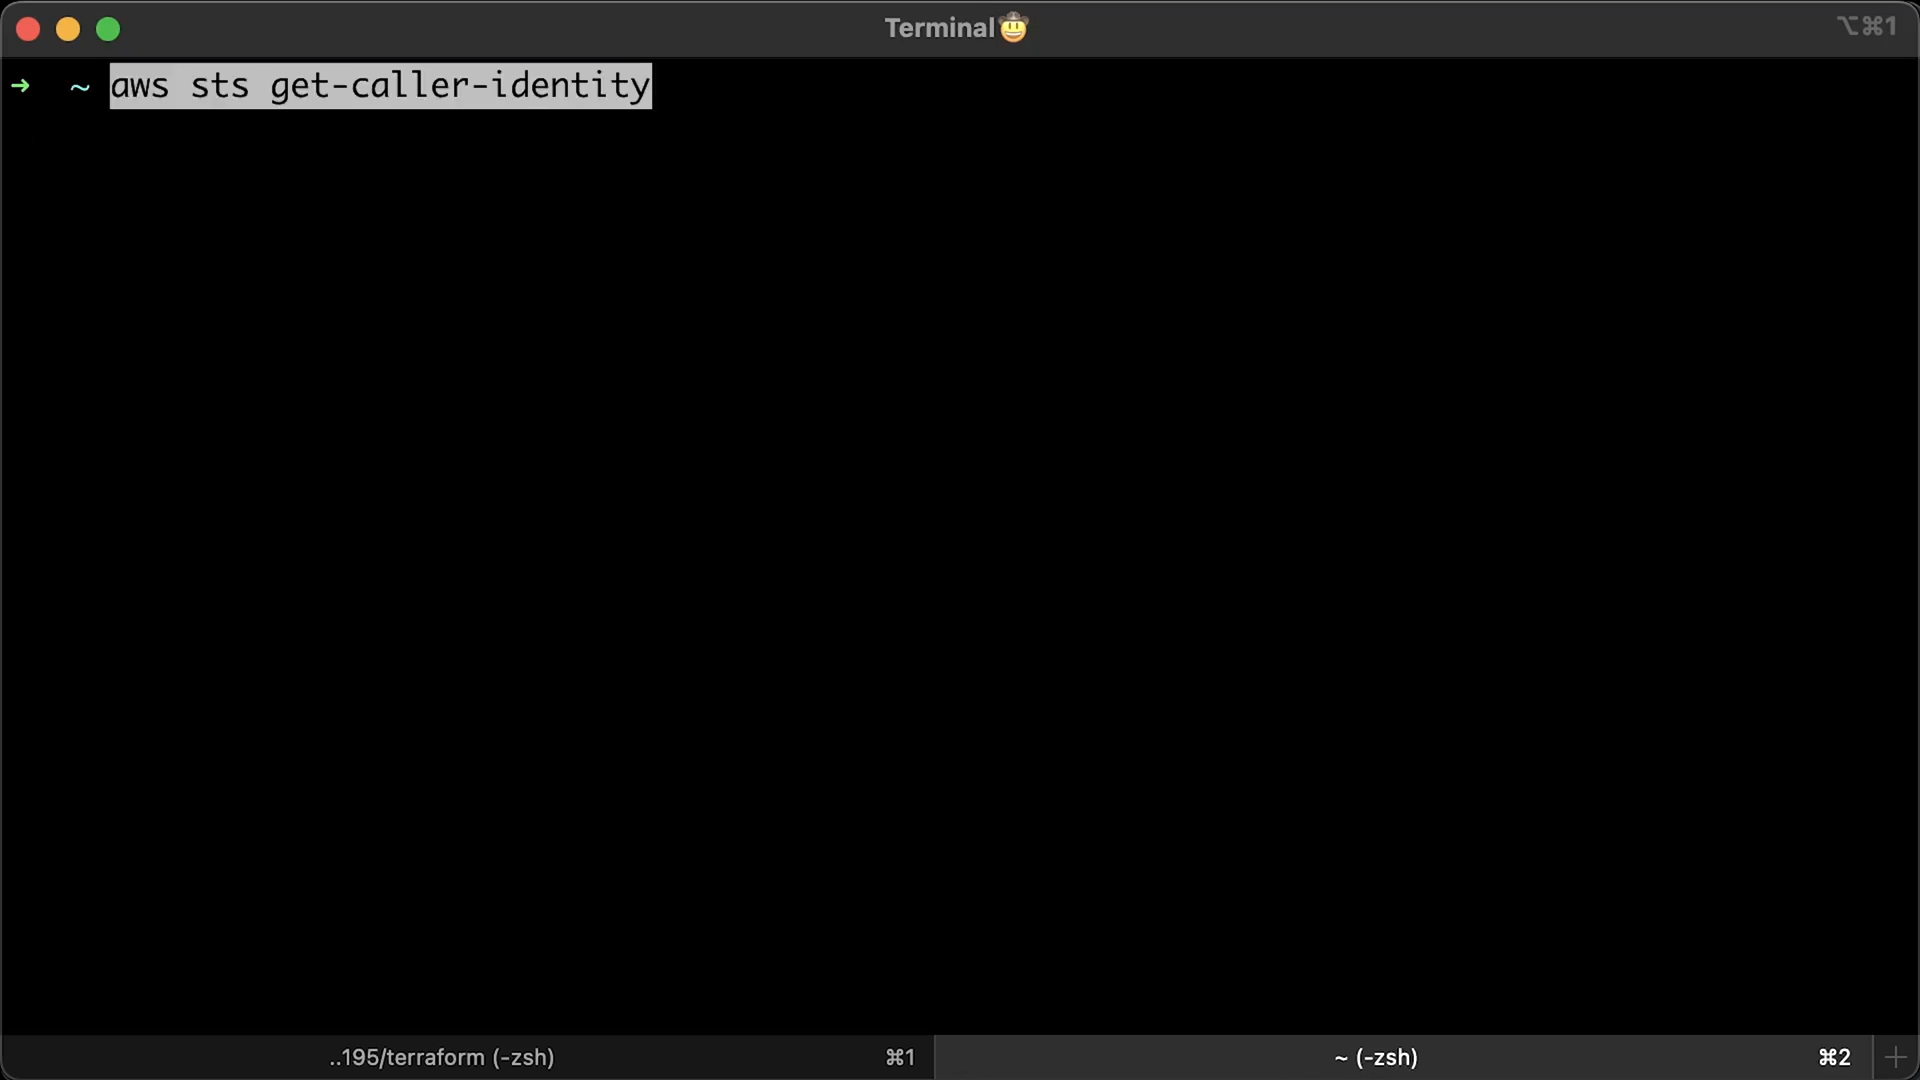 Terminal🤠
⌥⌘1
➜ ~ aws sts get-caller-identity
..195/terraform (-zsh) ⌘1
~ (-zsh) ⌘2